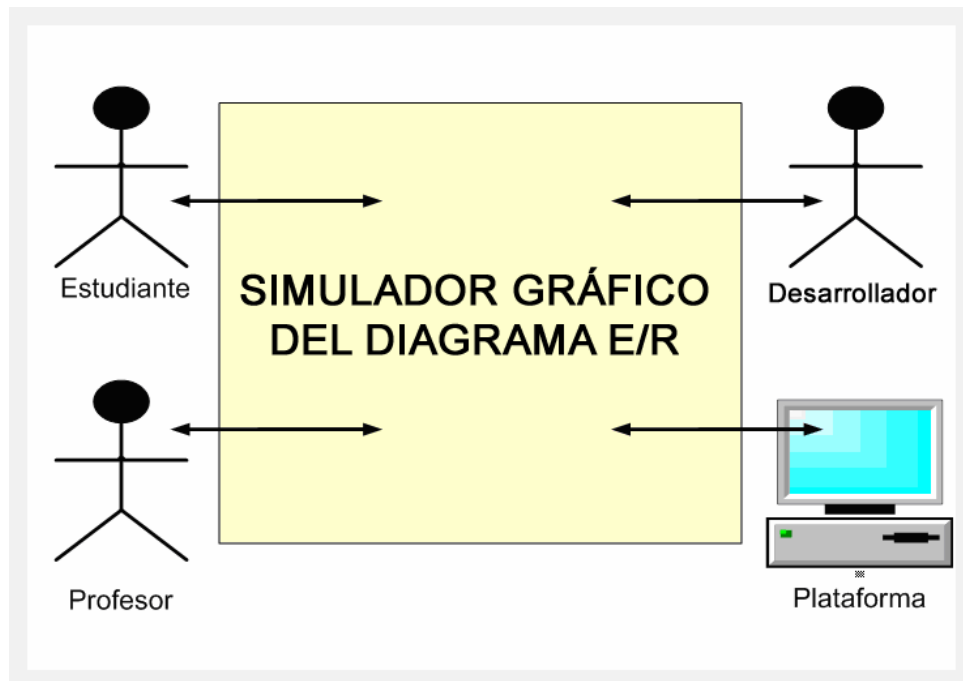 Estudiante
SIMULADOR GRÁFICO
DEL DIAGRAMA E/R
Desarrollador
Profesor
Plataforma